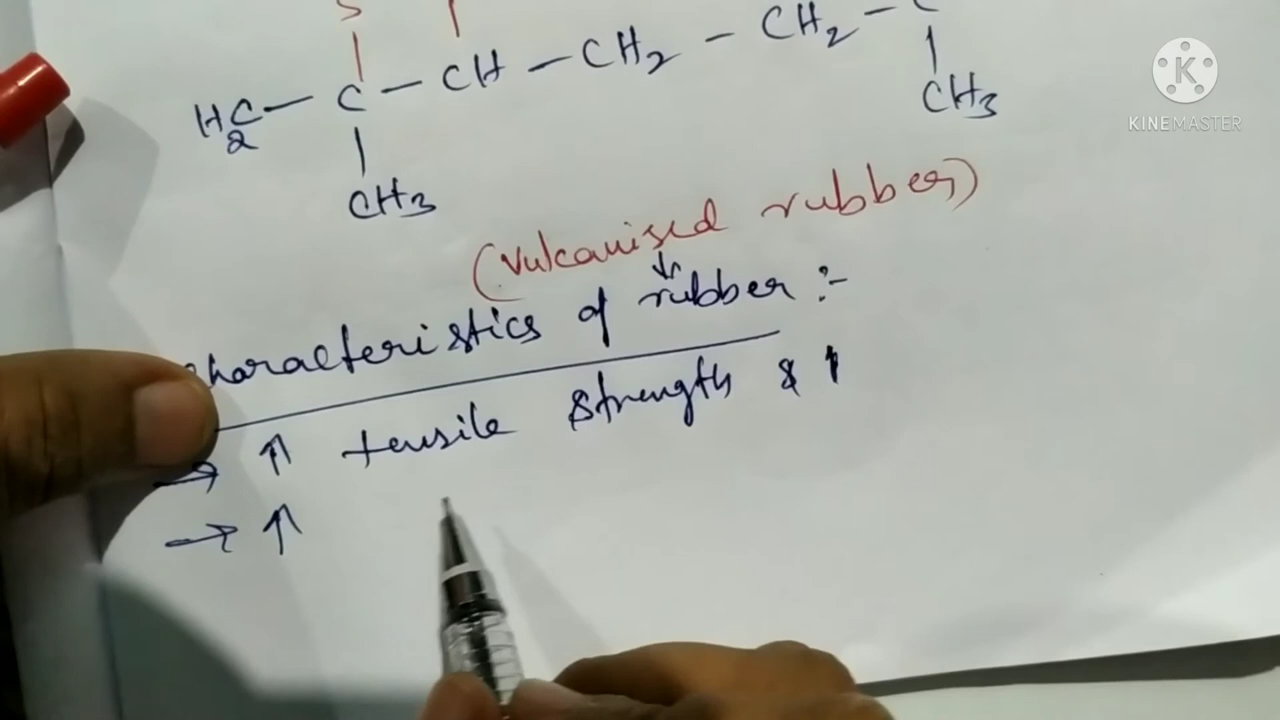 S
H2C – C – CH – CH2 – CH2 – C
CH3
CH3
(vulcanised rubber)
characteristics of rubber :-
→ ↑ tensile strength &
→ ↑
K
KINEMASTER